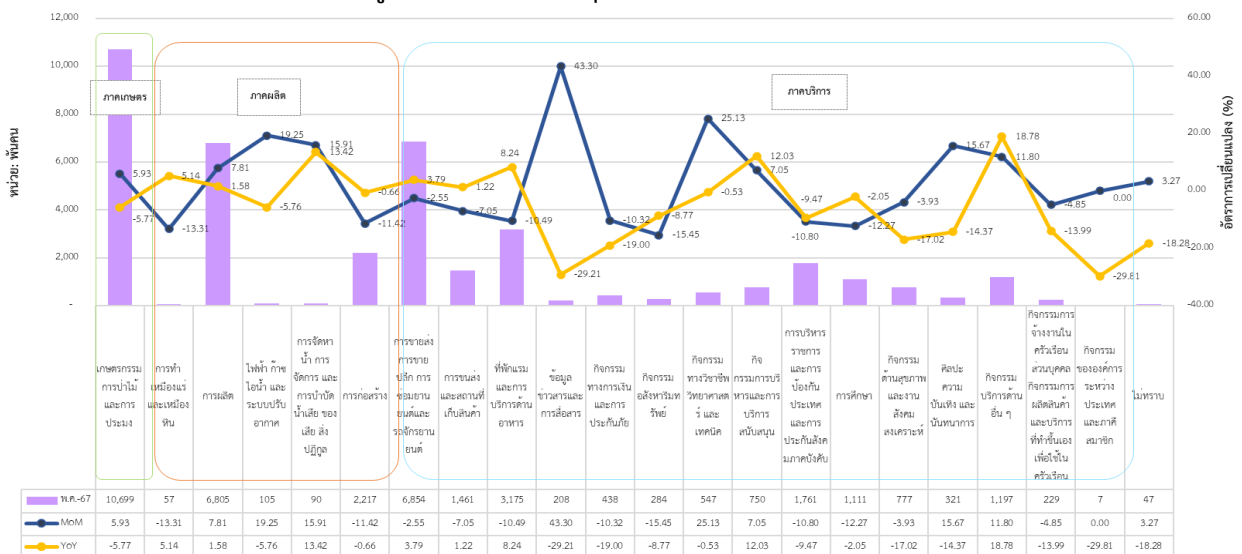 12,000
10,000
8,000
6,000
4,000
2,000
-
หน่วย: พันคน
60.00
40.00
20.00
0.00
-20.00
-40.00
อัตราการเปลี่ยนแปลง (%)
ภาคเกษตร
ภาคผลิต
ภาคบริการ
5.93
-13.31
7.81
19.25
15.91
-11.42
-2.55
-7.05
-10.49
43.30
-10.32
-15.45
25.13
7.05
-10.80
-12.27
-3.93
15.67
11.80
-4.85
0.00
3.27
-5.77
5.14
1.58
-5.76
13.42
-0.66
3.79
1.22
8.24
-29.21
-19.00
-8.77
-0.53
12.03
-9.47
-2.05
-17.02
-14.37
18.78
-13.99
-29.81
-18.28
เกษตรกรรม
การป่าไม้
และการ
ประมง
การทำ
เหมืองแร่
และเหมือง
หิน
การผลิต
ไฟฟ้า ก๊าซ
ไอน้ำ และ
ระบบปรับ
อากาศ
การจัดหา
น้ำ การ
จัดการ และ
การบำบัด
น้ำเสีย ของ
เสีย สิ่ง
ปฏิกูล
การก่อสร้าง
การขายส่ง
การขาย
ปลีก การ
ซ่อมยาน
ยนต์และ
รถจักรยาน
ยนต์
การขนส่ง
และสถานที่
เก็บสินค้า
ที่พักแรม
และการ
บริการด้าน
อาหาร
ข้อมูล
ข่าวสารและ
การสื่อสาร
กิจกรรม
ทางการเงิน
และการ
ประกันภัย
กิจกรรม
อสังหาริมท
รัพย์
กิจกรรม
ทางวิชาชีพ
วิทยาศาสต
ร์ และ
เทคนิค
กิจ
กรรมการบริ
หารและการ
บริการ
สนับสนุน
การบริหาร
ราชการ
และการ
ป้องกัน
ประเทศ
และการ
ประกันสังค
มภาคบังคับ
การศึกษา
กิจกรรม
ด้านสุขภาพ
และงาน
สังคม
สงเคราะห์
ศิลปะ
ความ
บันเทิง และ
นันทนาการ
กิจกรรม
บริการด้าน
อื่น ๆ
กิจกรรมการ
จ้างงานใน
ครัวเรือน
ส่วนบุคคล
กิจกรรมการ
ผลิตสินค้า
และบริการ
ที่ทำขึ้นเอง
เพื่อใช้ใน
ครัวเรือน
กิจกรรม
ขององค์การ
ระหว่าง
ประเทศ
และภาคี
สมาชิก
ไม่ทราบ
พ.ค.-67 10,699 57 6,805 105 90 2,217 6,854 1,461 3,175 208 438 284 547 750 1,761 1,111 777 321 1,197 229 7 47
MoM 5.93 -13.31 7.81 19.25 15.91 -11.42 -2.55 -7.05 -10.49 43.30 -10.32 -15.45 25.13 7.05 -10.80 -12.27 -3.93 15.67 11.80 -4.85 0.00 3.27
YoY -5.77 5.14 1.58 -5.76 13.42 -0.66 3.79 1.22 8.24 -29.21 -19.00 -8.77 -0.53 12.03 -9.47 -2.05 -17.02 -14.37 18.78 -13.99 -29.81 -18.28